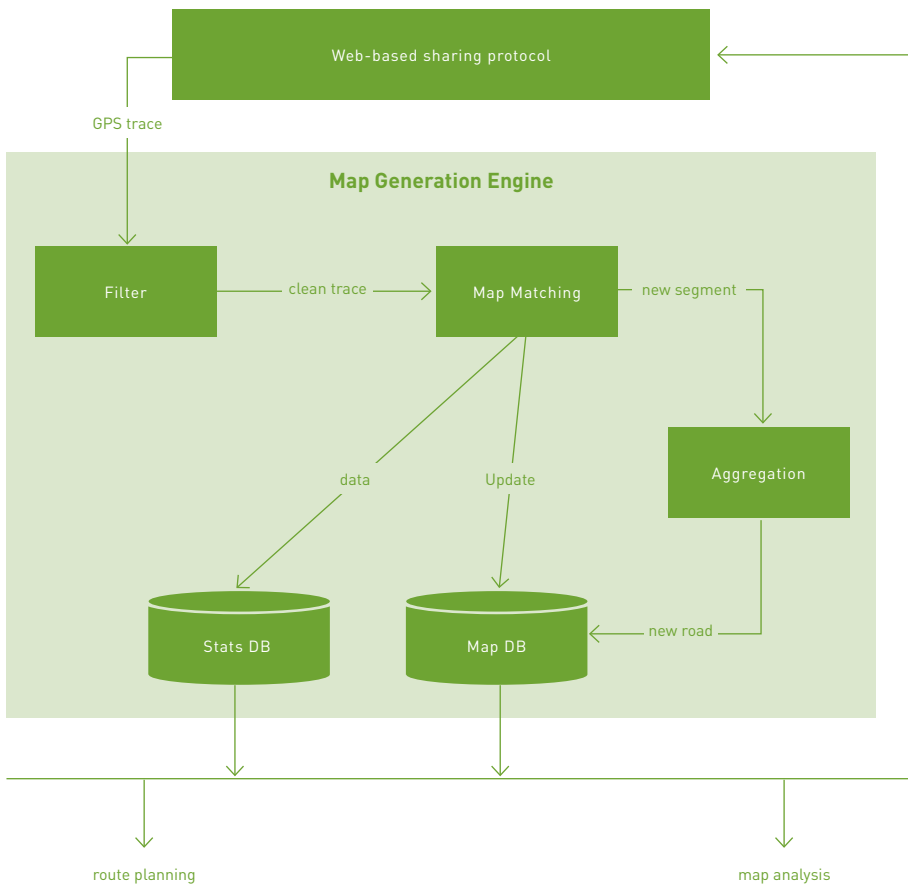 Web-based sharing protocol
GPS trace
Map Generation Engine
Filter
clean trace
Map Matching
new segment
Aggregation
data
Update
new road
Stats DB
Map DB
route planning
map analysis